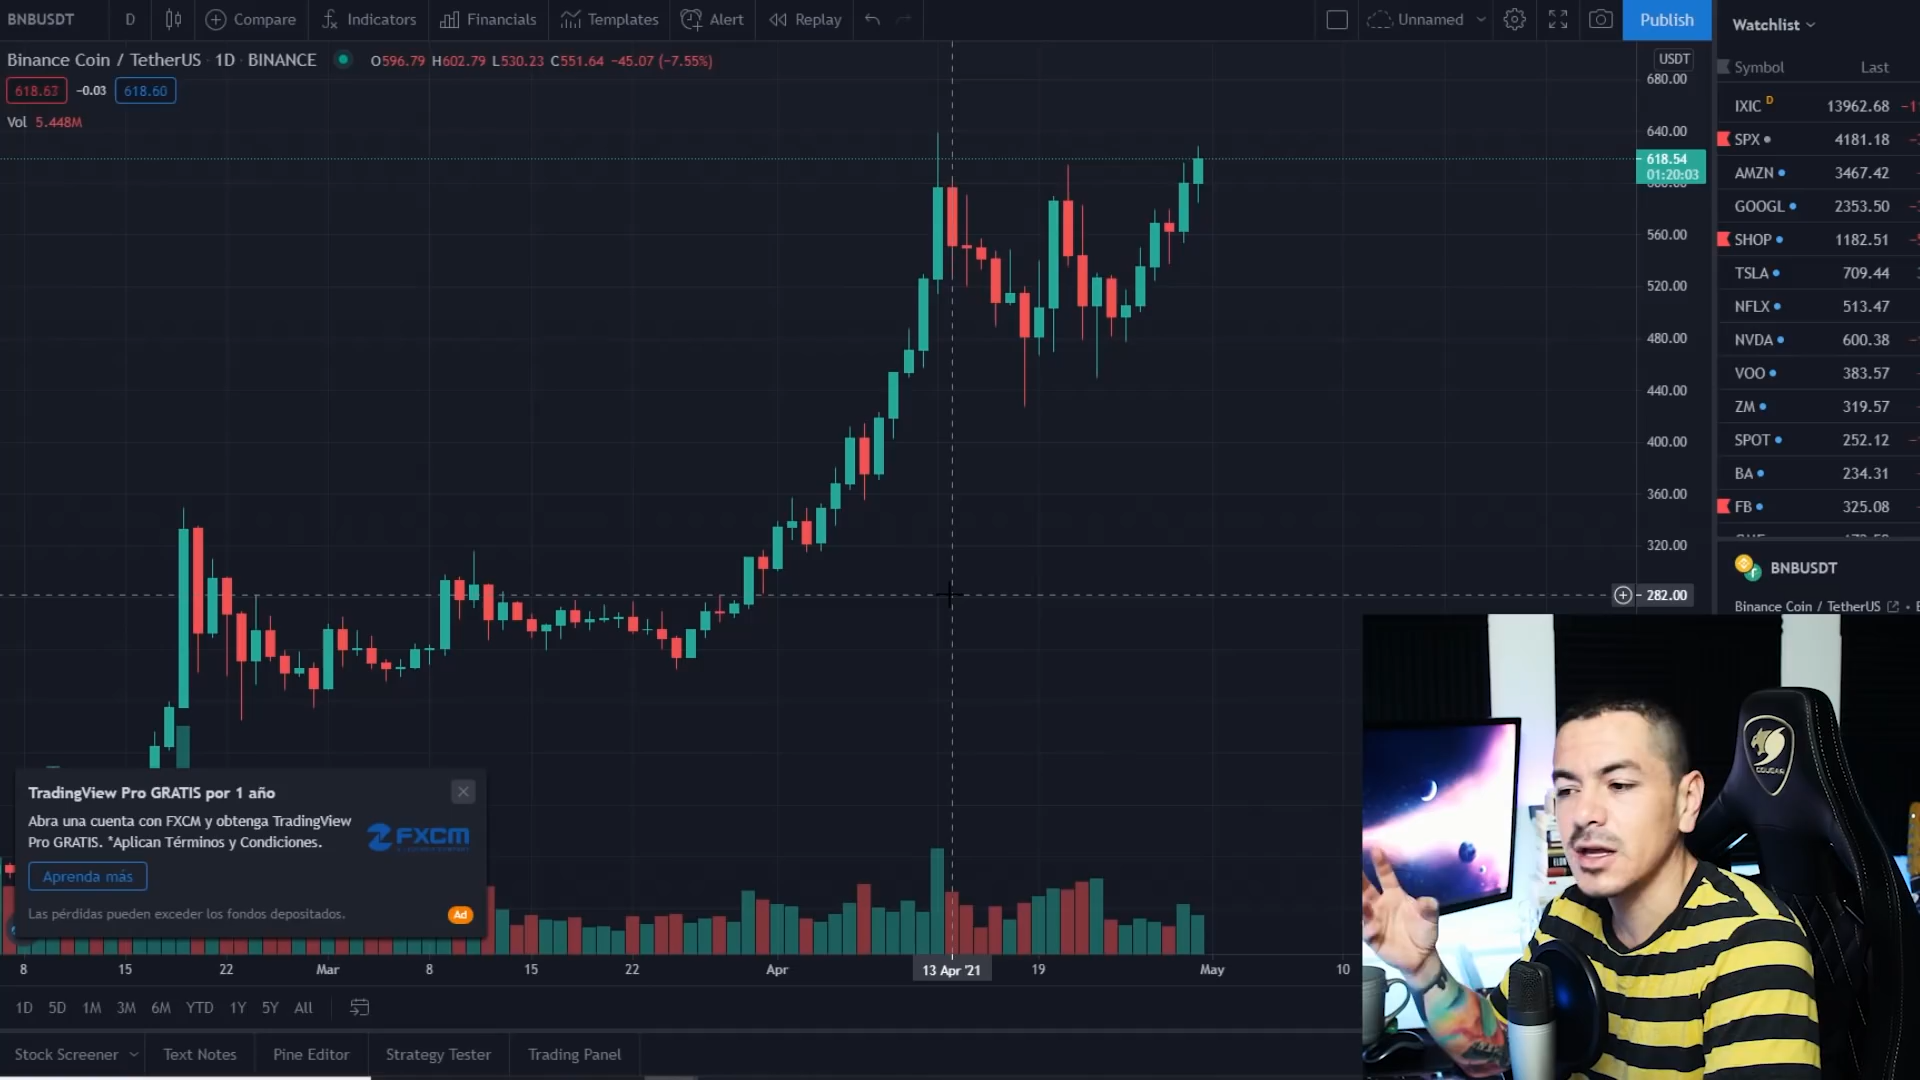 BNBUSDT D Compare Indicators Financials Templates Alert Replay Unnamed Publish
Watchlist
Binance Coin / TetherUS 1D BINANCE O596.79 H602.79 L530.23 C551.64 -45.07 (-7.55%)
618.63 -0.03 618.60
Vol 5.448M
USDT
680.00
640.00
618.54
01:20:03
560.00
520.00
480.00
440.00
400.00
360.00
320.00
282.00
Symbol Last
IXIC D 13962.68
SPX 4181.18
AMZN 3467.42
GOOGL 2353.50
SHOP 1182.51
TSLA 709.44
NFLX 513.47
NVDA 600.38
VOO 383.57
ZM 319.57
SPOT 252.12
BA 234.31
FB 325.08
BNBUSDT
Binance Coin / TetherUS
COUGAR
TradingView Pro GRATIS por 1 año
Abra una cuenta con FXCM y obtenga TradingView
Pro GRATIS. *Aplican Términos y Condiciones.
FXCM
Aprenda más
Las pérdidas pueden exceder los fondos depositados.
Ad
8 15 22 Mar 8 15 22 Apr 13 Apr '21 19 May 10
1D 5D 1M 3M 6M YTD 1Y 5Y All
Stock Screener Text Notes Pine Editor Strategy Tester Trading Panel